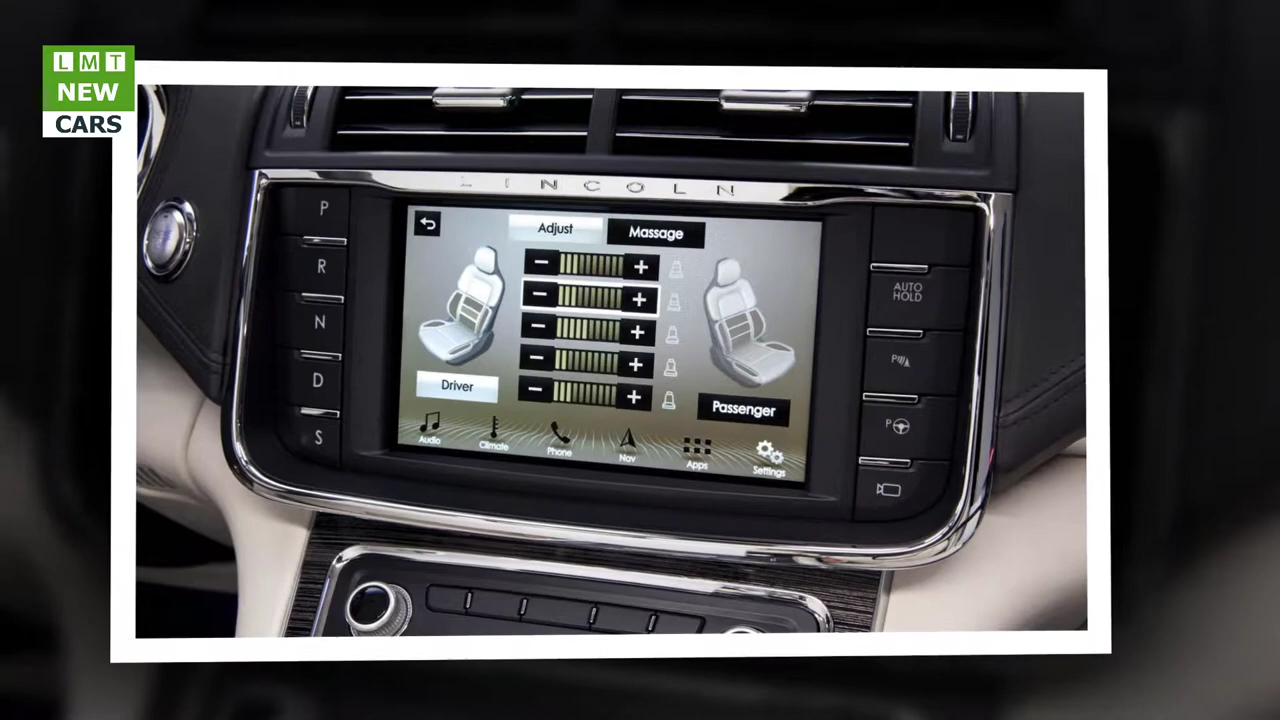 LMT
NEW
CARS
LINCOLN
P
R
N
D
S
Adjust
Massage
Driver
Passenger
Audio
Climate
Phone
Nav
Apps
Settings
AUTO
HOLD
P
P